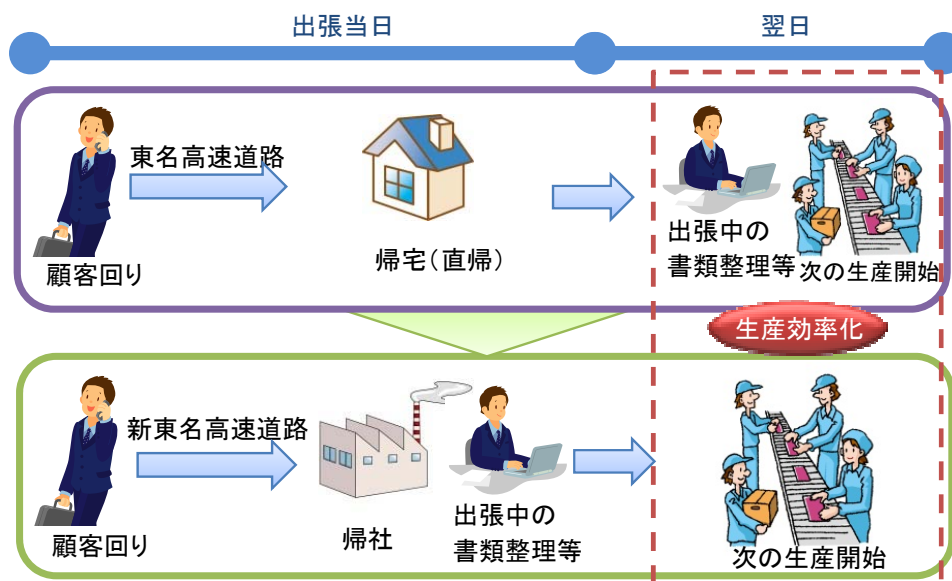 出張当日
翌日
東名高速道路
顧客回り
帰宅(直帰)
出張中の
書類整理等
次の生産開始
生産効率化
新東名高速道路
顧客回り
帰社
出張中の
書類整理等
次の生産開始